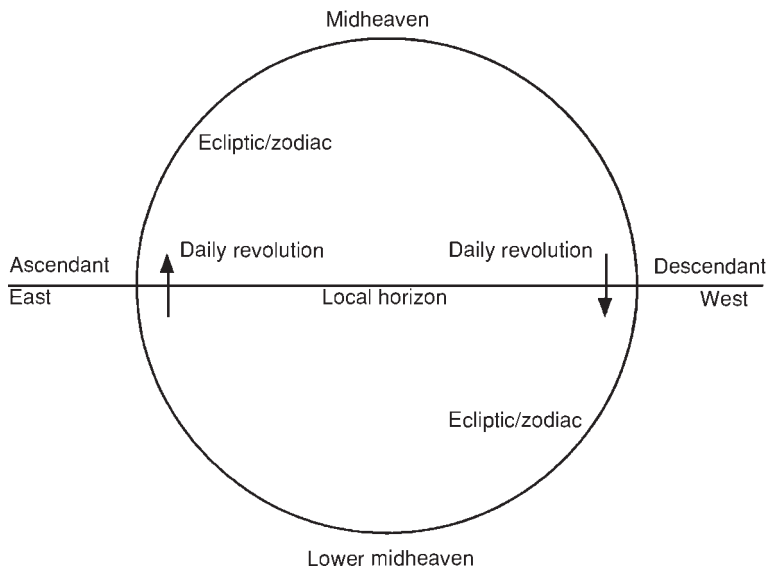 Midheaven
Ecliptic/zodiac
Daily revolution
Daily revolution
Ascendant
Descendant
East
Local horizon
West
Ecliptic/zodiac
Lower midheaven